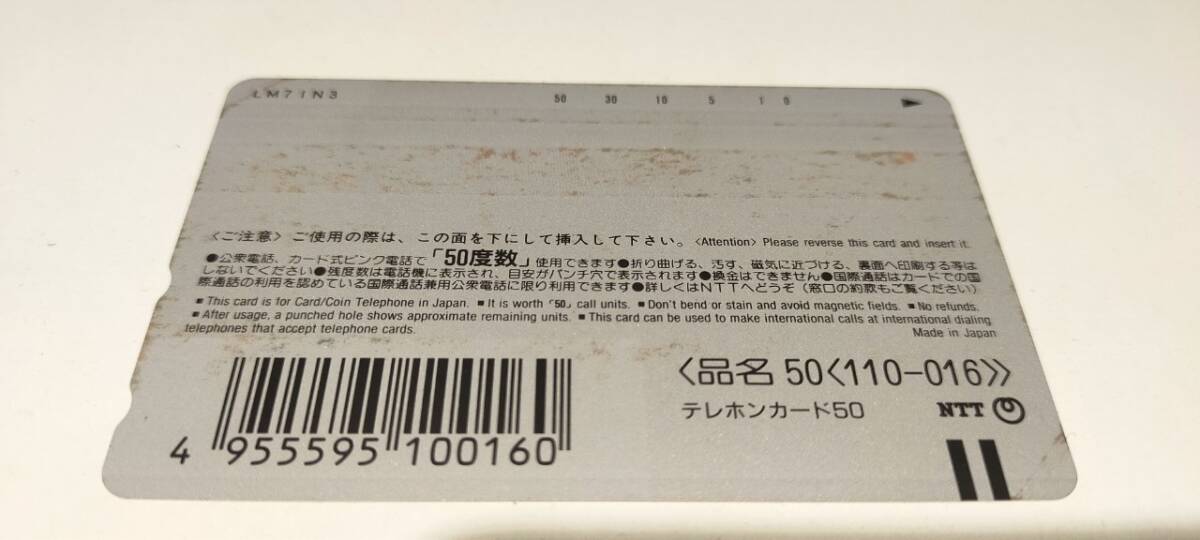 LM71N3
50 30 10 5 1 0
〈ご注意〉ご使用の際は、この面を下にして挿入して下さい。〈Attention〉 Please reverse this card and insert it.
●公衆電話、カード式ピンク電話で「50度数」使用できます●折り曲げる、汚す、磁気に近づける、裏面へ印刷する等は
しないでください●残度数は電話機に表示され、目安がパンチ穴で表示されます●換金はできません●国際通話はカードでの国
際通話の利用を認めている国際通話兼用公衆電話に限り利用できます●詳しくはNTTへどうぞ(窓口の約款もご覧ください)
■ This card is for Card/Coin Telephone in Japan. ■ It is worth「50」call units. ■ Don't bend or stain and avoid magnetic fields. ■ No refunds.
■ After usage, a punched hole shows approximate remaining units. ■ This card can be used to make international calls at international dialing
telephones that accept telephone cards.
Made in Japan
〈品名 50〈110-016〉〉
テレホンカード50
NTT
4 955595 100160